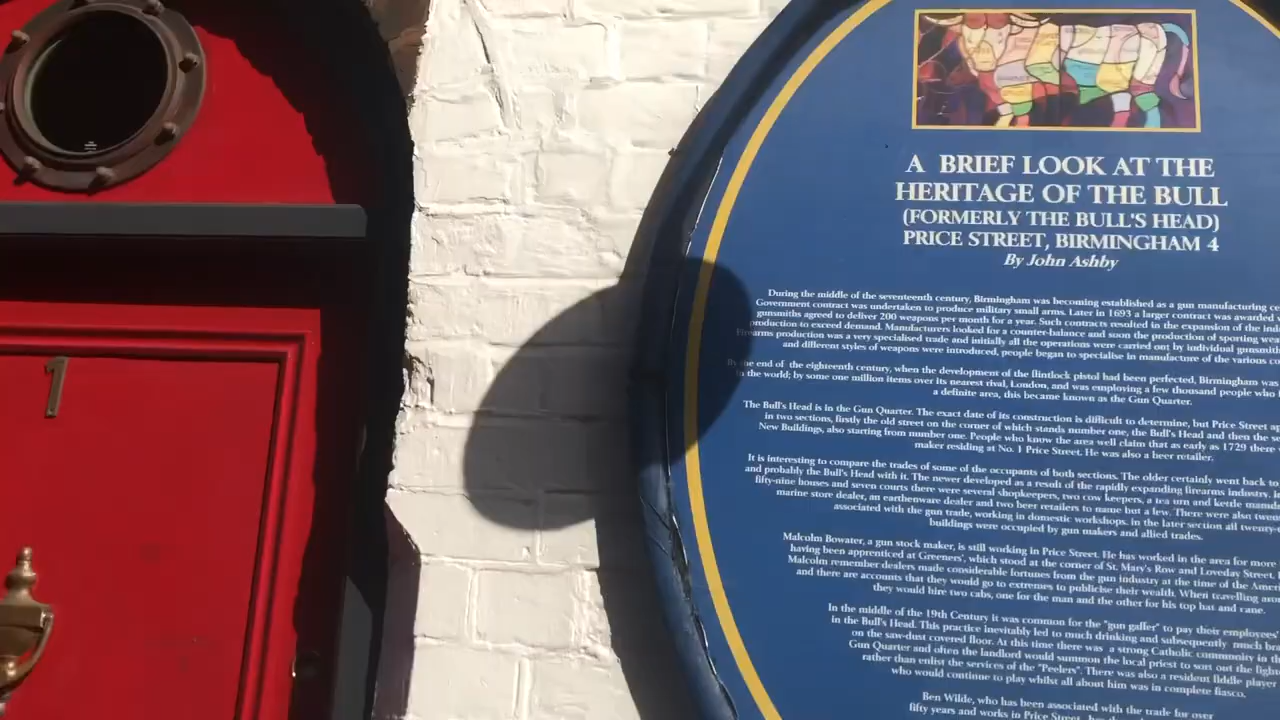 1
A BRIEF LOOK AT THE
HERITAGE OF THE BULL
(FORMERLY THE BULL'S HEAD)
PRICE STREET, BIRMINGHAM 4
By John Ashby
During the middle of the seventeenth century, Birmingham was becoming established as a gun manufacturing
Government contract was undertaken to produce military small arms. Later in 1693 a larger contract was awarded
gunsmiths agreed to deliver 200 weapons per month for a year. Such contracts resulted in the expansion of the
production to exceed demand. Manufacturers looked for a counter-balance and soon the production of sporting
Firearms production was a very specialised trade and initially all the operations were carried out by individual
and different styles of weapons were introduced, people began to specialise in manufacture of the various
By the end of the eighteenth century, when the development of the flintlock pistol had been perfected, Birmingham was
in the world; by some one million items over its nearest rival, London, and was employing a few thousand people who
a definite area, this became known as the Gun Quarter.
The Bull's Head is in the Gun Quarter. The exact date of its construction is difficult to determine, but Price Street
in two sections, firstly the old street on the corner of which stands number one, the Bull's Head and then the
New Buildings, also starting from number one. People who know the area well claim that as early as 1729 there
maker residing at No. 1 Price Street. He was also a beer retailer.
It is interesting to compare the trades of some of the occupants of both sections. The older certainly went back to
and probably the Bull's Head with it. The newer developed as a result of the rapidly expanding firearms industry.
fifty-nine houses and seven courts there were several shopkeepers, two cow keepers, a tea urn and kettle
marine store dealer, an earthenware dealer and two beer retailers to name but a few. There were also
associated with the gun trade, working in domestic workshops. in the later section all
buildings were occupied by gun makers and allied trades.
Malcolm Bowater, a gun stock maker, is still working in Price Street. He has worked in the area for more
having been apprenticed at Greeners', which stood at the corner of St. Mary's Row and Loveday Street.
Malcolm remember dealers made considerable fortunes from the gun industry at the time of the
and there are accounts that they would go to extremes to publicise their wealth. When travelling
they would hire two cabs, one for the man and the other for his top hat and cane.
In the middle of the 19th Century it was common for the "gun gaffer" to pay their employees'
in the Bull's Head. This practice inevitably led to much drinking and subsequently much
on the saw-dust covered floor. At this time there was a strong Catholic community in the
Gun Quarter and often the landlord would summon the local priest to sort out the
rather than enlist the services of the "Peelers". There was also a resident fiddle player
who would continue to play whilst all about him was in complete fiasco.
Ben Wilde, who has been associated with the trade for over
fifty years and works in Price Street,